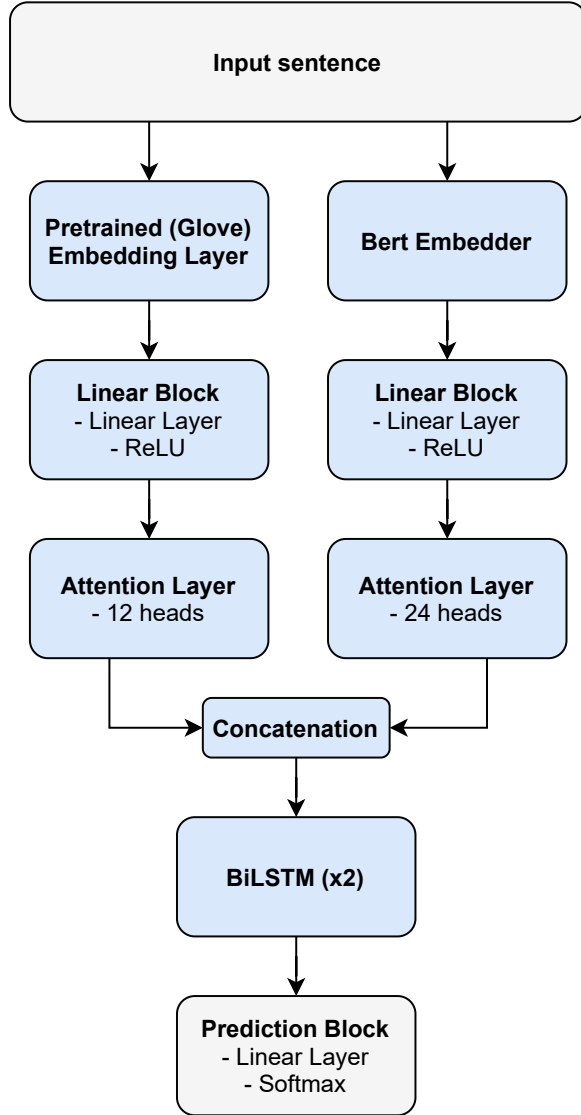 Input sentence
Pretrained (Glove)
Embedding Layer
Bert Embedder
Linear Block
- Linear Layer
- ReLU
Linear Block
- Linear Layer
- ReLU
Attention Layer
- 12 heads
Attention Layer
- 24 heads
Concatenation
BiLSTM (x2)
Prediction Block
- Linear Layer
- Softmax